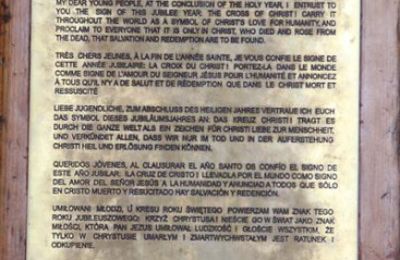 MY DEAR YOUNG PEOPLE, AT THE CONCLUSION OF THE HOLY YEAR, I ENTRUST TO
YOU THE SIGN OF THIS JUBILEE YEAR: THE CROSS OF CHRIST! CARRY IT
THROUGHOUT THE WORLD AS A SYMBOL OF CHRIST'S LOVE FOR HUMANITY, AND
PROCLAIM TO EVERYONE THAT IT IS ONLY IN CHRIST, WHO DIED AND ROSE FROM
THE DEAD, THAT SALVATION AND REDEMPTION ARE TO BE FOUND.
TRÈS CHERS JEUNES, À LA FIN DE L'ANNÉE SAINTE, JE VOUS CONFIE LE SIGNE DE
CETTE ANNÉE JUBILAIRE: LA CROIX DU CHRIST! PORTEZ-LA DANS LE MONDE
COMME SIGNE DE L'AMOUR DU SEIGNEUR JÉSUS POUR L'HUMANITÉ ET ANNONCEZ
À TOUS QU'IL N'Y A DE SALUT ET DE RÉDEMPTION QUE DANS LE CHRIST MORT ET
RESSUSCITÉ
LIEBE JUGENDLICHE, ZUM ABSCHLUSS DES HEILIGEN JAHRES VERTRAUE ICH EUCH
DAS SYMBOL DIESES JUBILÄUMSJAHRES AN: DAS KREUZ CHRISTI! TRAGT ES
DURCH DIE GANZE WELT ALS EIN ZEICHEN FÜR CHRISTI LIEBE ZUR MENSCHHEIT,
UND VERKÜNDET ALLEN, DASS WIR NUR IM TOD UND IN DER AUFERSTEHUNG
CHRISTI HEIL UND ERLÖSUNG FINDEN KÖNNEN.
QUERIDOS JÓVENES, AL CLAUSURAR EL AÑO SANTO OS CONFÍO EL SIGNO DE
ESTE AÑO JUBILAR: ¡LA CRUZ DE CRISTO! LLEVADLA POR EL MUNDO COMO SIGNO
DEL AMOR DEL SEÑOR JESÚS A LA HUMANIDAD Y ANUNCIAD A TODOS QUE SÓLO
EN CRISTO MUERTO Y RESUCITADO HAY SALVACIÓN Y REDENCIÓN.
UMIŁOWANI MŁODZI, U KRESU ROKU ŚWIĘTEGO POWIERZAM WAM ZNAK TEGO
ROKU JUBILEUSZOWEGO: KRZYŻ CHRYSTUSA! NIEŚCIE GO W ŚWIAT JAKO ZNAK
MIŁOŚCI, KTÓRĄ PAN JEZUS UMIŁOWAŁ LUDZKOŚĆ I GŁOŚCIE WSZYSTKIM, ŻE
TYLKO W CHRYSTUSIE UMARŁYM I ZMARTWYCHWSTAŁYM JEST RATUNEK I
ODKUPIENIE.